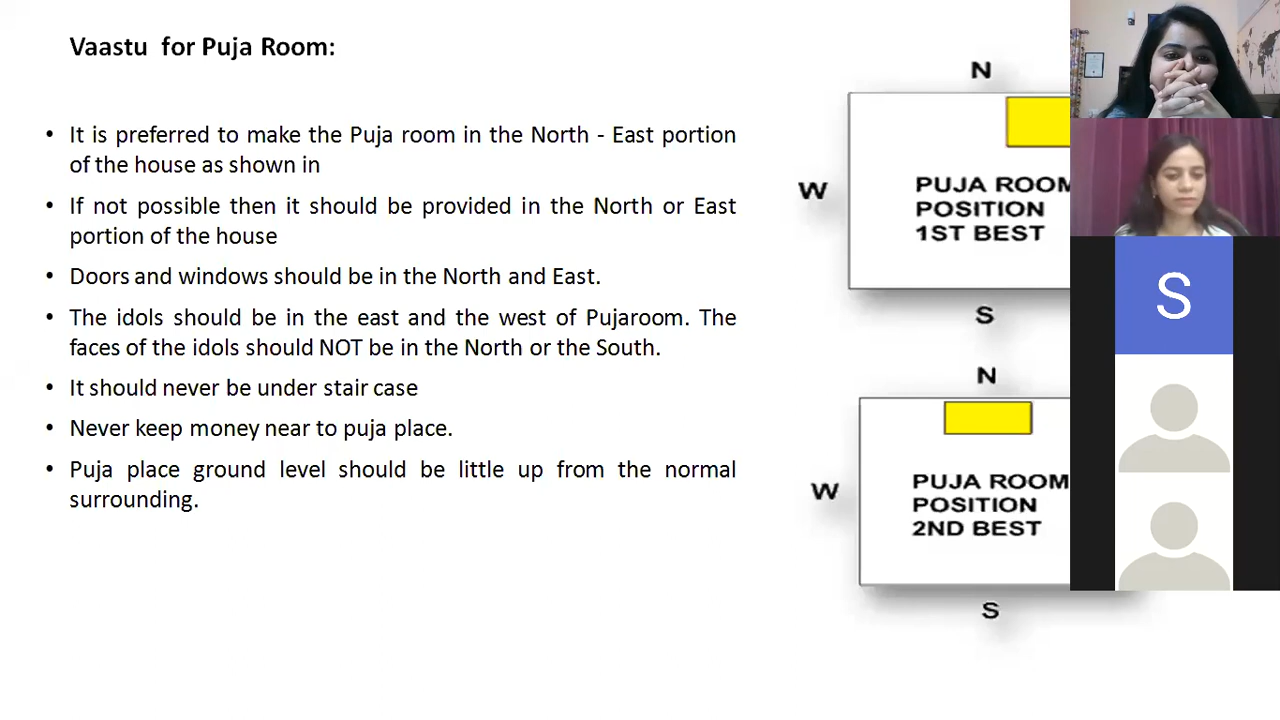 Vaastu for Puja Room:
• It is preferred to make the Puja room in the North - East portion
of the house as shown in
• If not possible then it should be provided in the North or East
portion of the house
• Doors and windows should be in the North and East.
• The idols should be in the east and the west of Pujaroom. The
faces of the idols should NOT be in the North or the South.
• It should never be under stair case
• Never keep money near to puja place.
• Puja place ground level should be little up from the normal
surrounding.
N
W
PUJA ROOM
POSITION
1ST BEST
S
N
W
PUJA ROOM
POSITION
2ND BEST
S
S